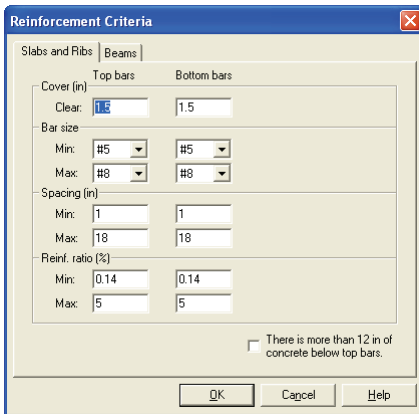 Reinforcement Criteria
Slabs and Ribs Beams
Top bars Bottom bars
Cover (in)
Clear: 1.5 1.5
Bar size
Min: #5 #5
Max: #8 #8
Spacing (in)
Min: 1 1
Max: 18 18
Reinf. ratio (%)
Min: 0.14 0.14
Max: 5 5
There is more than 12 in of
concrete below top bars.
OK Cancel Help